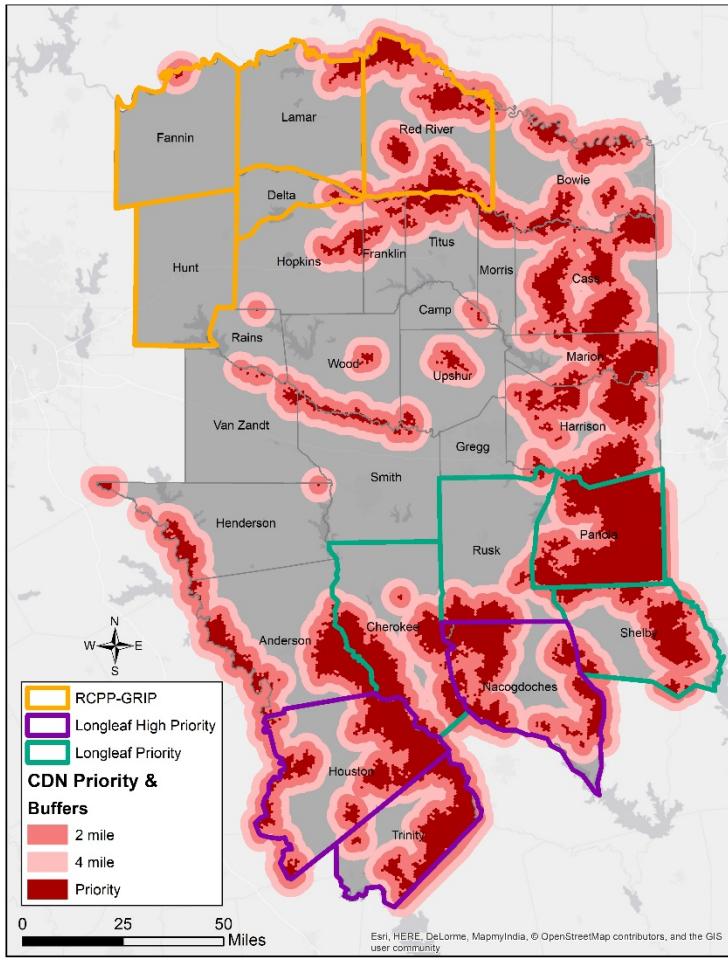 Fannin
Lamar
Red River
Bowie
Delta
Hunt
Hopkins
Franklin
Titus
Morris
Cass
Camp
Rains
Wood
Upshur
Marion
Harrison
Van Zandt
Gregg
Smith
Henderson
Rusk
Panola
Anderson
Cherokee
Shelby
Nacogdoches
Houston
Trinity
N
W E
S
RCPP-GRIP
Longleaf High Priority
Longleaf Priority
CDN Priority &
Buffers
2 mile
4 mile
Priority
0 25 50
Miles
Esri, HERE, DeLorme, MapmyIndia, © OpenStreetMap contributors, and the GIS
user community